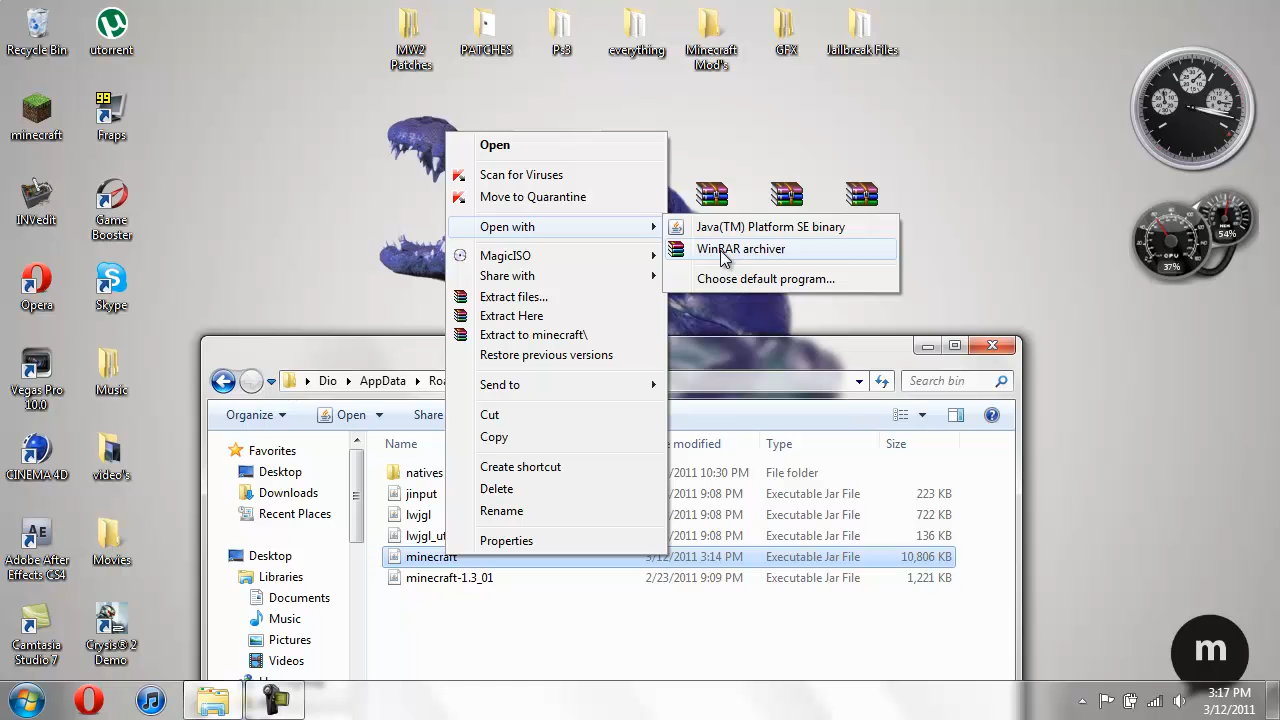 Recycle Bin
utorrent
MW2
Patches
PATCHES
Ps3
everything
Minecraft
Mod"s
GFX
Jailbreak Files
minecraft
99
Fraps
INVedit
Game
Booster
Opera
Skype
Vegas Pro
10.0
Music
CINEMA 4D
video"s
AE
Adobe After
Effects CS4
Movies
Camtasia
Studio 7
Crysis® 2
Demo
Open
Scan for Viruses
Move to Quarantine
Open with
MagicISO
Share with
Extract files...
Extract Here
Extract to minecraft\
Restore previous versions
Send to
Cut
Copy
Create shortcut
Delete
Rename
Properties
Java(TM) Platform SE binary
WinRAR archiver
Choose default program...
54%
CPU
37%
Dio
AppData
Roa
Search bin
Organize
Open
Share
Name
e modified
Type
Size
Favorites
Desktop
Downloads
Recent Places
Desktop
Libraries
Documents
Music
Pictures
Videos
natives
/2011 10:30 PM
File folder
jinput
/2011 9:08 PM
Executable Jar File
223 KB
lwjgl
/2011 9:08 PM
Executable Jar File
722 KB
lwjgl_ut
/2011 9:08 PM
Executable Jar File
136 KB
minecraft
3/12/2011 3:14 PM
Executable Jar File
10,806 KB
minecraft-1.3_01
2/23/2011 9:09 PM
Executable Jar File
1,221 KB
m
3:17 PM
3/12/2011